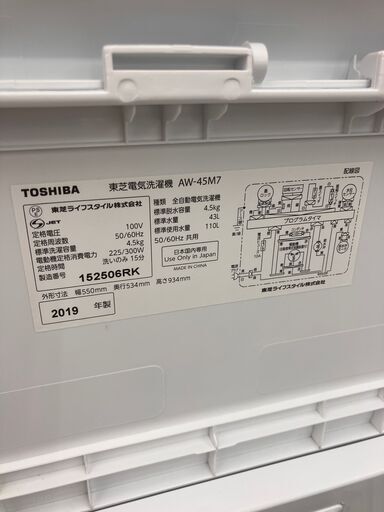 TOSHIBA 東芝電気洗濯機 AW-45M7
PS E
JET
東芝ライフスタイル株式会社
定格電圧 100V
定格周波数 50/60Hz
標準洗濯容量 4.5kg
電動機定格消費電力 225/300W
定格時間 洗いのみ 15分
製造番号 152506RK
種類 全自動電気洗濯機
標準脱水容量 4.5kg
標準水量 43L
標準使用水量 110L
50/60Hz 共用
日本国内専用
Use Only in Japan
MADE IN CHINA
外形寸法 幅550mm 奥行534mm 高さ934mm
2019 年製
配線図
プログラムタイマ
東芝ライフスタイル株式会社